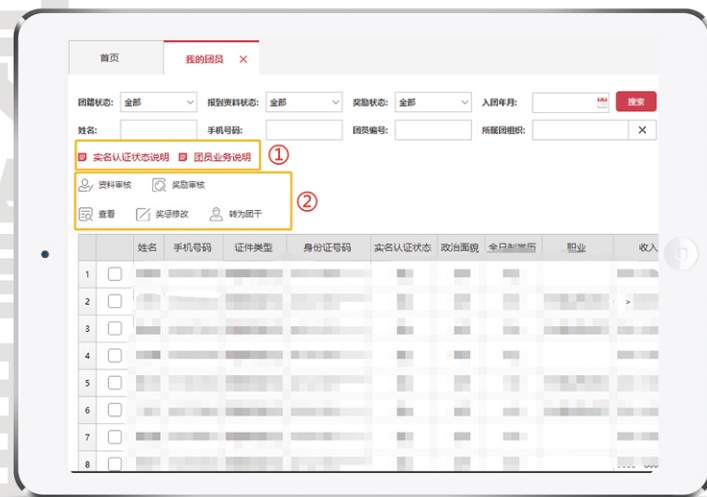 首页 我的团员 ×
团籍状态: 全部 报到资料状态: 全部 奖励状态: 全部 入团年月: 搜索
姓名: 手机号码: 团员编号: 所属团组织: ×
实名认证状态说明 团员业务说明 ①
资料审核 奖励审核
②
查看 奖惩修改 转为团干
姓名 手机号码 证件类型 身份证号码 实名认证状态 政治面貌 全日制学历 职业 收入
1
2 >
3
4
5
6
7
8